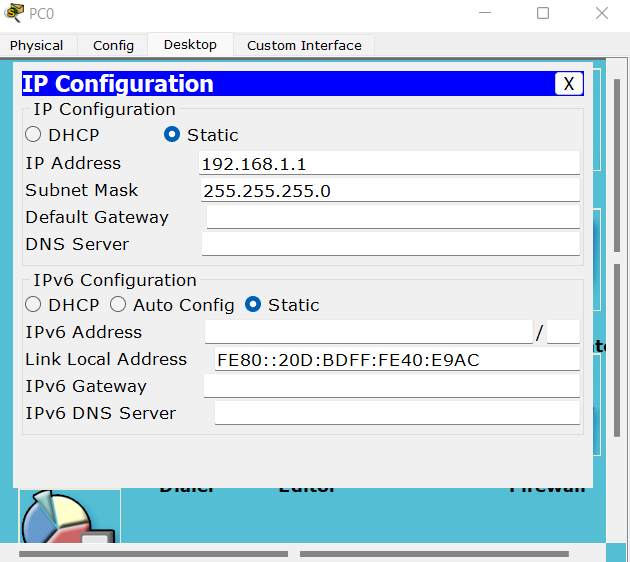 PC0
Physical Config Desktop Custom Interface
IP Configuration X
IP Configuration
DHCP Static
IP Address 192.168.1.1
Subnet Mask 255.255.255.0
Default Gateway
DNS Server
IPv6 Configuration
DHCP Auto Config Static
IPv6 Address /
Link Local Address FE80::20D:BDFF:FE40:E9AC
IPv6 Gateway
IPv6 DNS Server
Dialer Editor Firewall